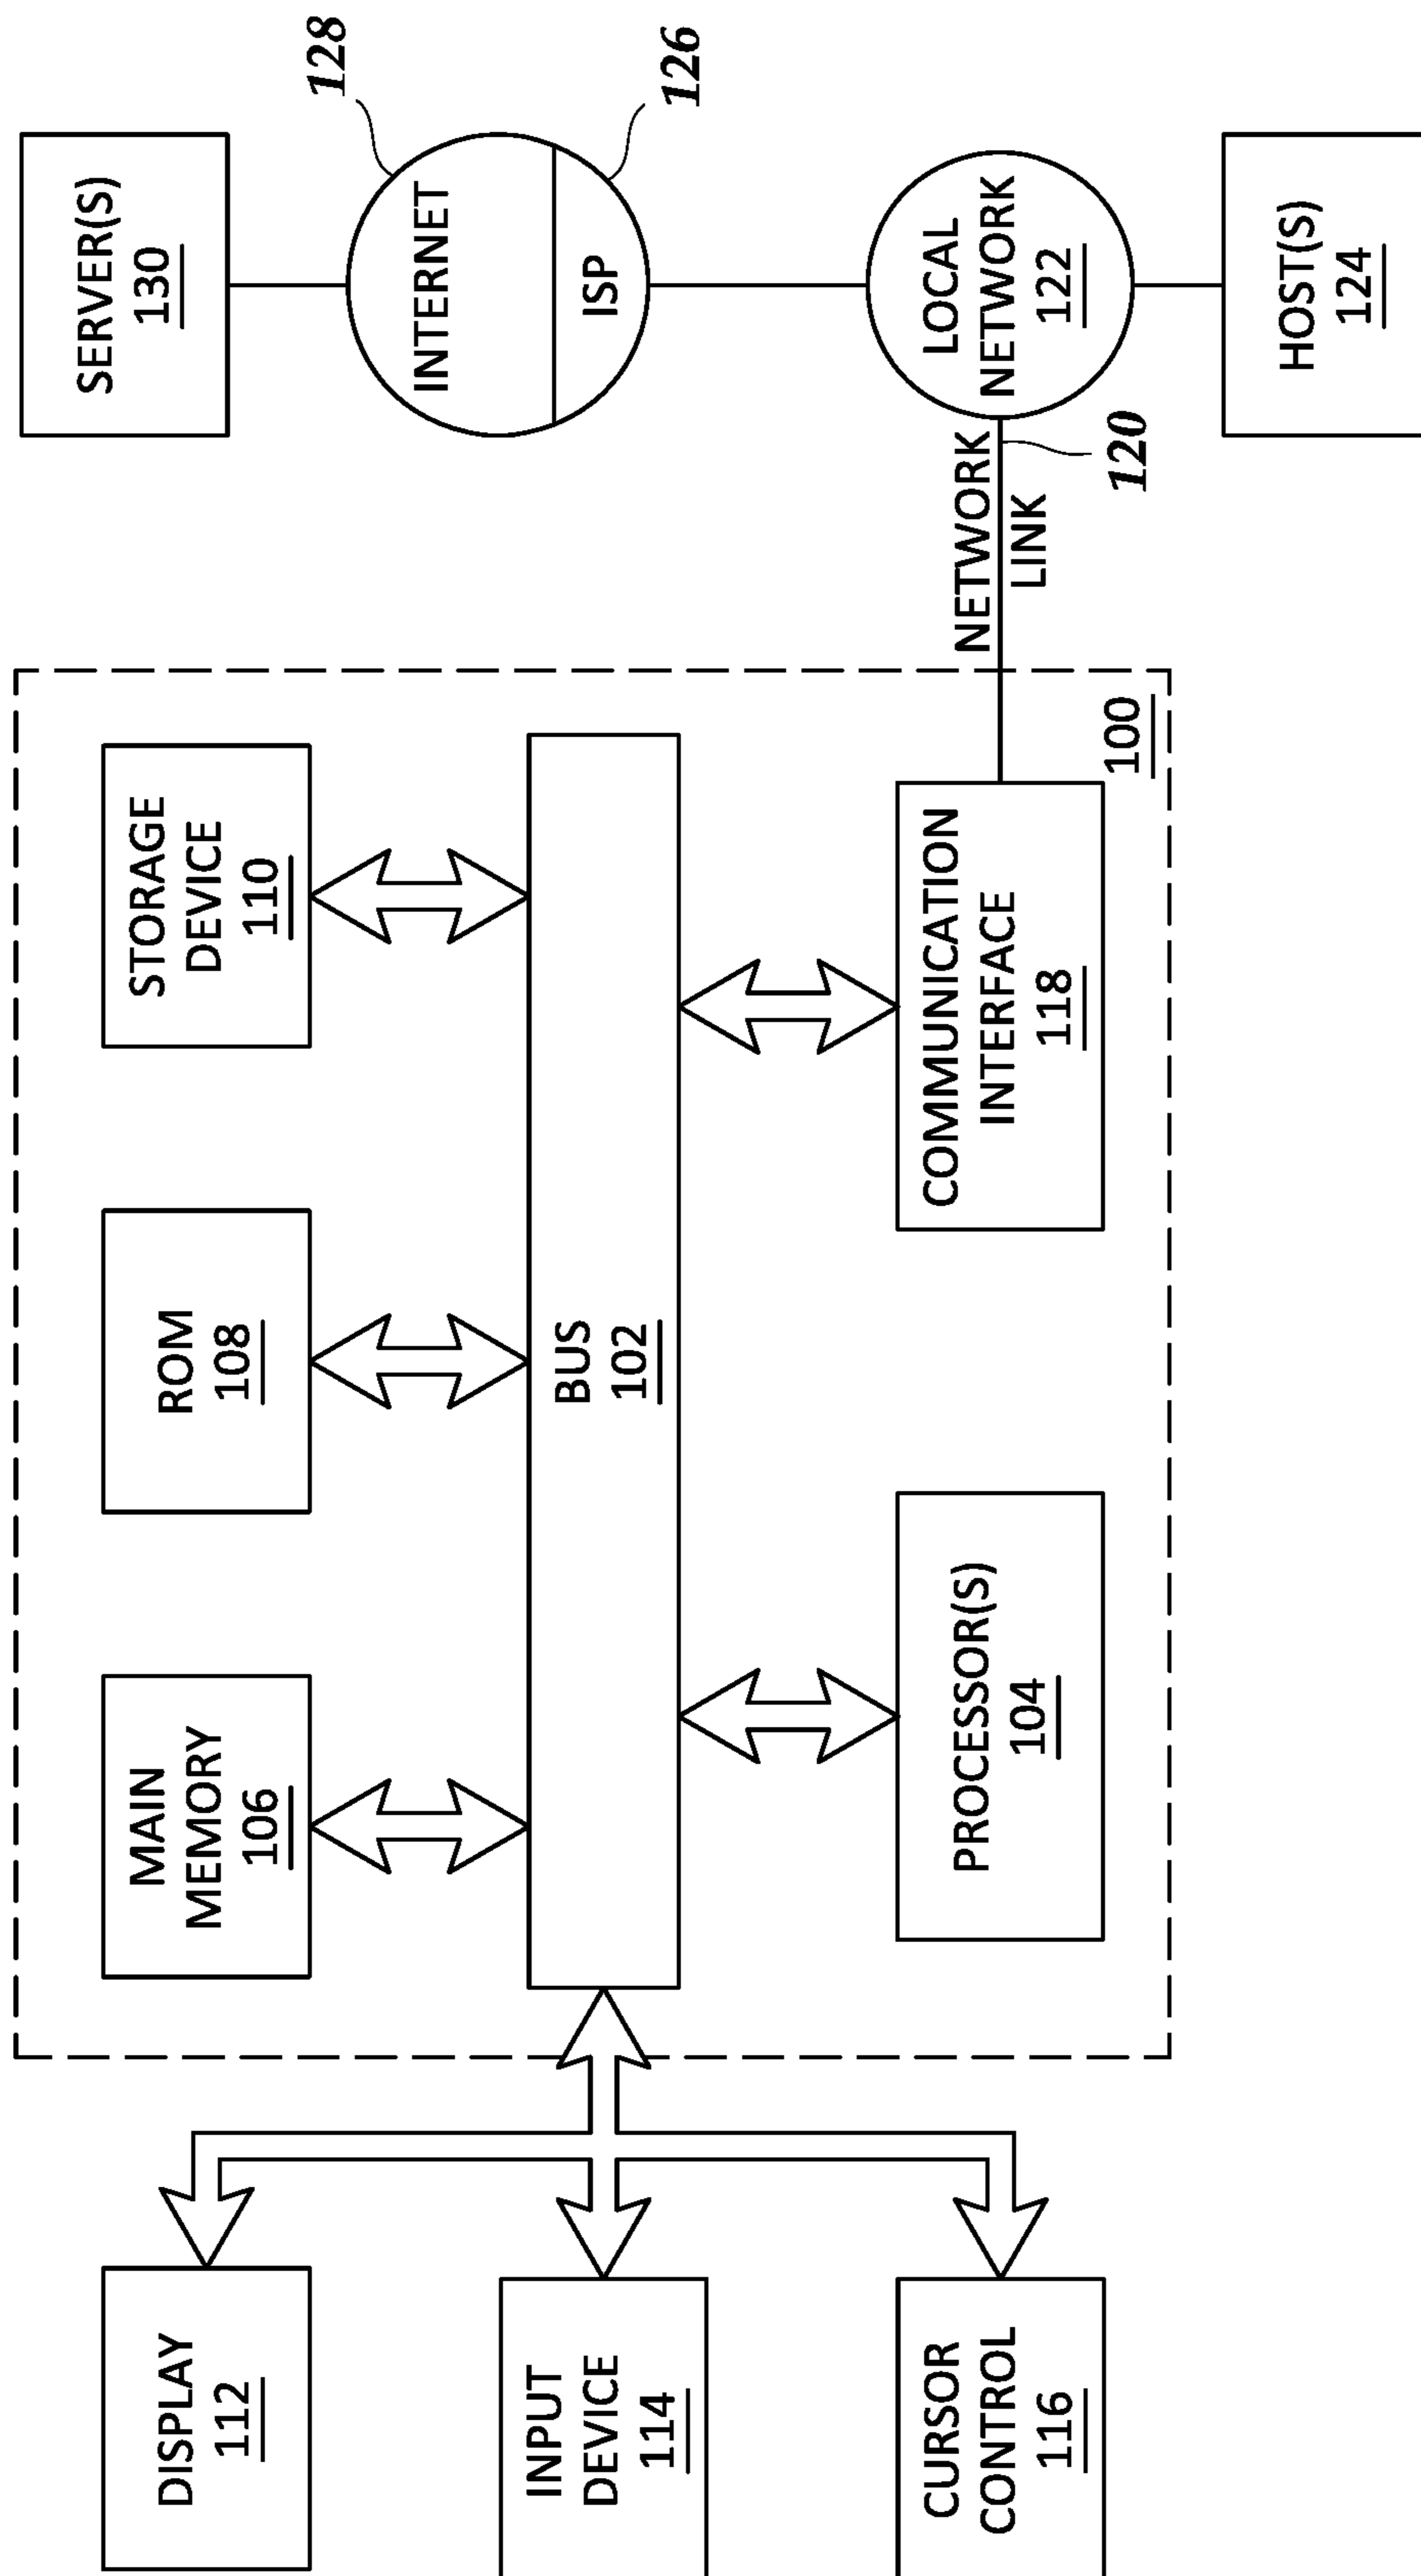 DISPLAY
112
INPUT
DEVICE
114
CURSOR
CONTROL
116
MAIN
MEMORY
106
ROM
108
STORAGE
DEVICE
110
BUS
102
PROCESSOR(S)
104
COMMUNICATION
INTERFACE
118
100
NETWORK
LINK
120
SERVER(S)
130
128
INTERNET
ISP
126
LOCAL
NETWORK
122
HOST(S)
124